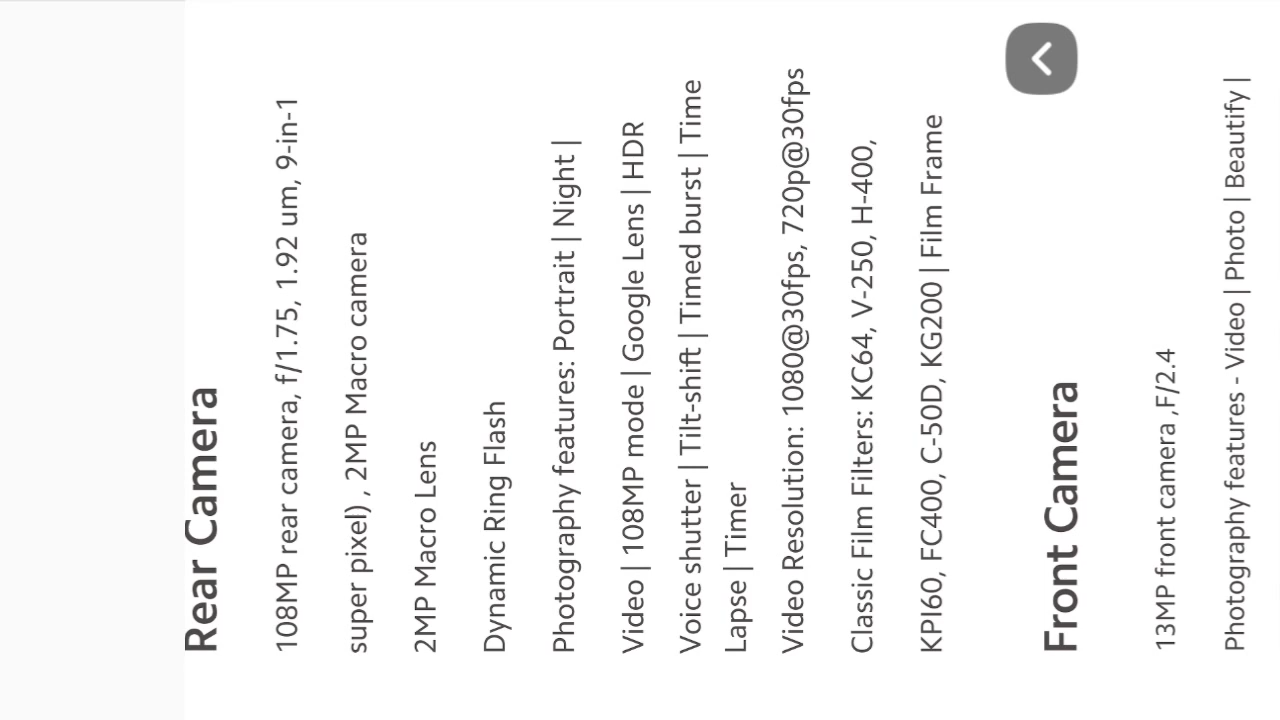 Rear Camera
108MP rear camera, f/1.75, 1.92 um, 9-in-1
super pixel) , 2MP Macro camera
2MP Macro Lens
Dynamic Ring Flash
Photography features: Portrait | Night |
Video | 108MP mode | Google Lens | HDR
Voice shutter | Tilt-shift | Timed burst | Time
Lapse | Timer
Video Resolution: 1080@30fps, 720p@30fps
Classic Film Filters: KC64, V-250, H-400,
KPI60, FC400, C-50D, KG200 | Film Frame
Front Camera
13MP front camera ,F/2.4
Photography features - Video | Photo | Beautify |